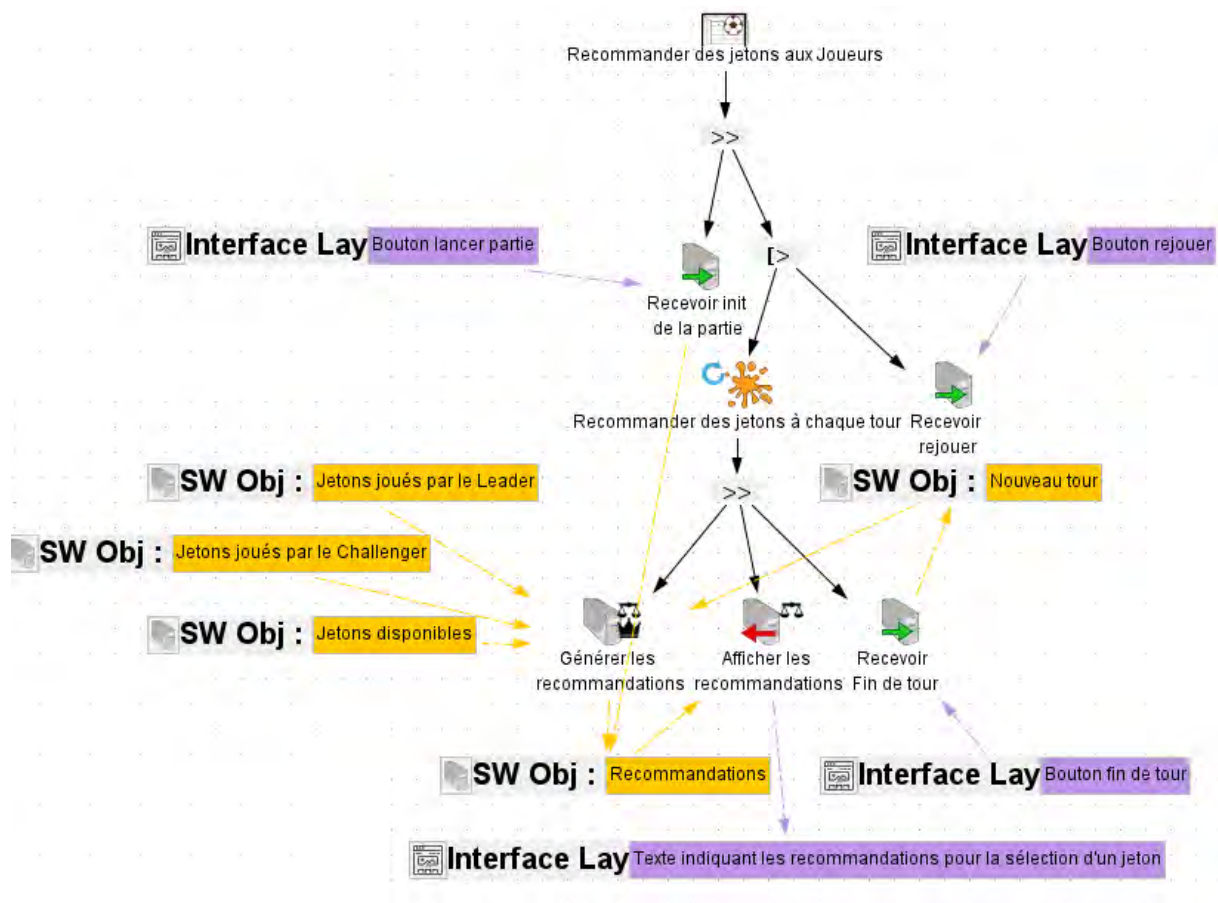 Recommander des jetons aux Joueurs
>>
Interface Lay Bouton lancer partie
[>
Interface Lay Bouton rejouer
Recevoir init
de la partie
Recommander des jetons à chaque tour
Recevoir
rejouer
SW Obj : Jetons joués par le Leader
>>
SW Obj : Nouveau tour
SW Obj : Jetons joués par le Challenger
SW Obj : Jetons disponibles
Générer les
recommandations
Afficher les
recommandations
Recevoir
Fin de tour
SW Obj : Recommandations
Interface Lay Bouton fin de tour
Interface Lay Texte indiquant les recommandations pour la sélection d'un jeton